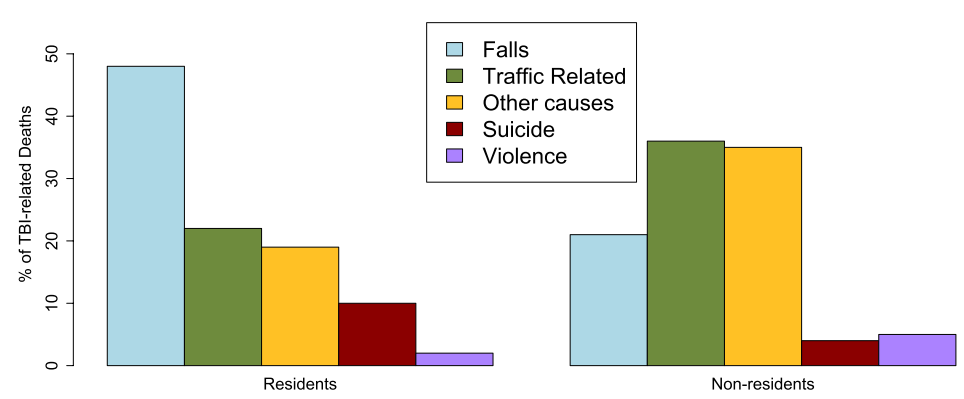 % of TBI-related Deaths
50
40
30
20
10
0
Falls
Traffic Related
Other causes
Suicide
Violence
Residents
Non-residents